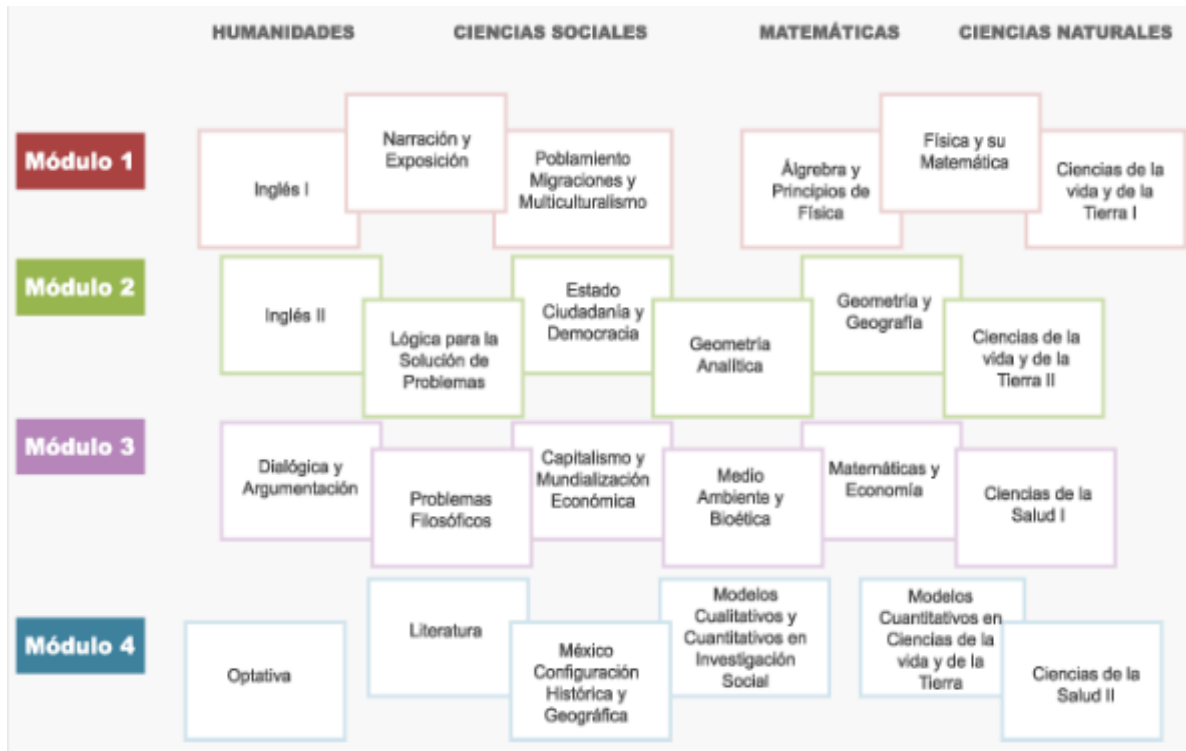 HUMANIDADES
CIENCIAS SOCIALES
MATEMÁTICAS
CIENCIAS NATURALES
Módulo 1
Inglés I
Narración y
Exposición
Poblamiento
Migraciones y
Multiculturalismo
Álgrebra y
Principios de
Física
Física y su
Matemática
Ciencias de la
vida y de la
Tierra I
Módulo 2
Inglés II
Lógica para la
Solución de
Problemas
Estado
Ciudadanía y
Democracia
Geometría
Analítica
Geometría y
Geografía
Ciencias de la
vida y de la
Tierra II
Módulo 3
Dialógica y
Argumentación
Problemas
Filosóficos
Capitalismo y
Mundialización
Económica
Medio
Ambiente y
Bioética
Matemáticas y
Economía
Ciencias de la
Salud I
Módulo 4
Optativa
Literatura
México
Configuración
Histórica y
Geográfica
Modelos
Cualitativos y
Cuantitativos en
Investigación
Social
Modelos
Cuantitativos en
Ciencias de la
vida y de la
Tierra
Ciencias de la
Salud II